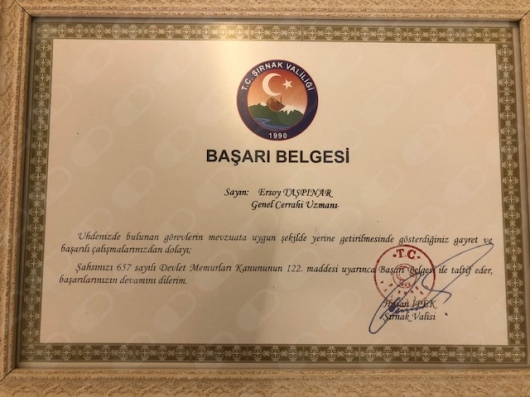 T.C. ŞIRNAK VALİLİĞİ
1990
BAŞARI BELGESİ
Sayın: Ersoy TAŞPINAR
Genel Cerrahi Uzmanı
Uhdenizde bulunan görevlerin mevzuata uygun şekilde yerine getirilmesinde gösterdiğiniz gayret ve
başarılı çalışmalarınızdan dolayı;
Şahsınızı 657 sayılı Devlet Memurları Kanununun 122. maddesi uyarınca Başarı Belgesi ile taltif eder,
başarılarınızın devamını dilerim.
T.C.
Hasan İPEK
Şırnak Valisi